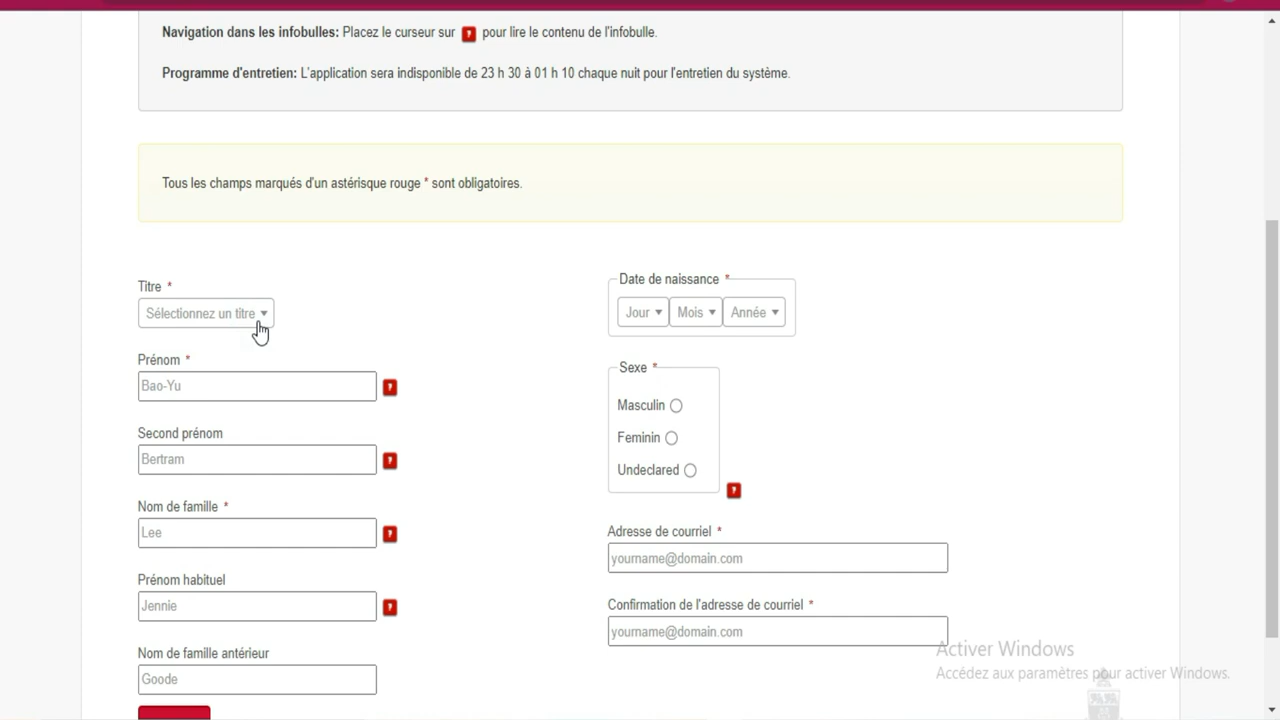 Navigation dans les infobulles: Placez le curseur sur ? pour lire le contenu de l'infobulle.
Programme d'entretien: L'application sera indisponible de 23 h 30 à 01 h 10 chaque nuit pour l'entretien du système.
Tous les champs marqués d'un astérisque rouge * sont obligatoires.
Titre *
Sélectionnez un titre
Prénom *
Bao-Yu
Second prénom
Bertram
Nom de famille *
Lee
Prénom habituel
Jennie
Nom de famille antérieur
Goode
Date de naissance *
Jour Mois Année
Sexe *
Masculin
Feminin
Undeclared
Adresse de courriel *
yourname@domain.com
Confirmation de l'adresse de courriel *
yourname@domain.com
Activer Windows
Accédez aux paramètres pour activer Windows.